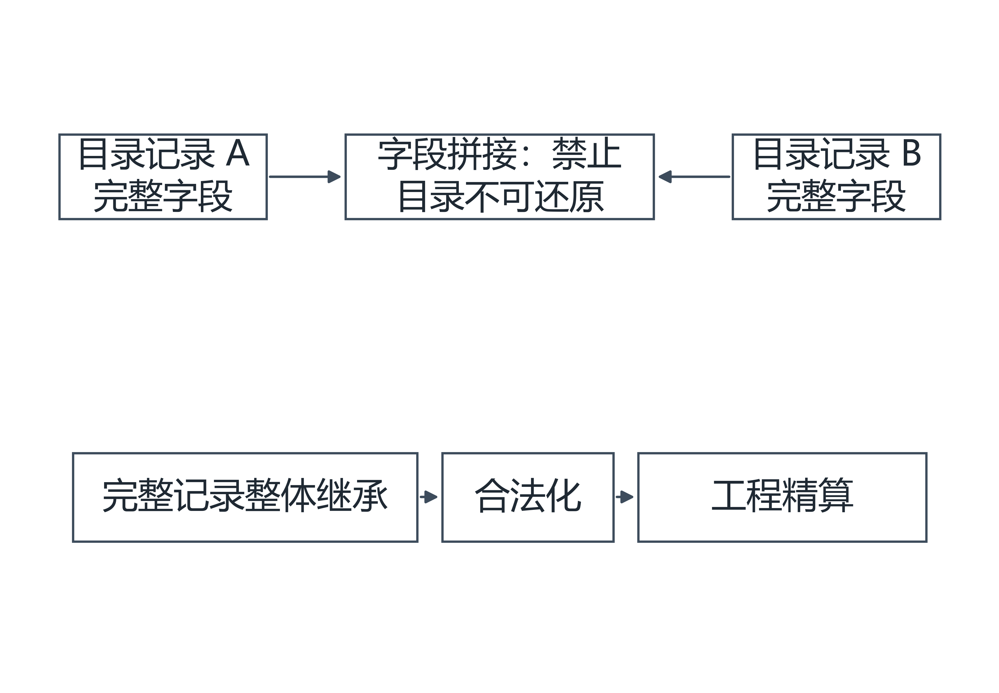 目录记录 A
完整字段
字段拼接：禁止
目录不可还原
目录记录 B
完整字段
完整记录整体继承
合法化
工程精算